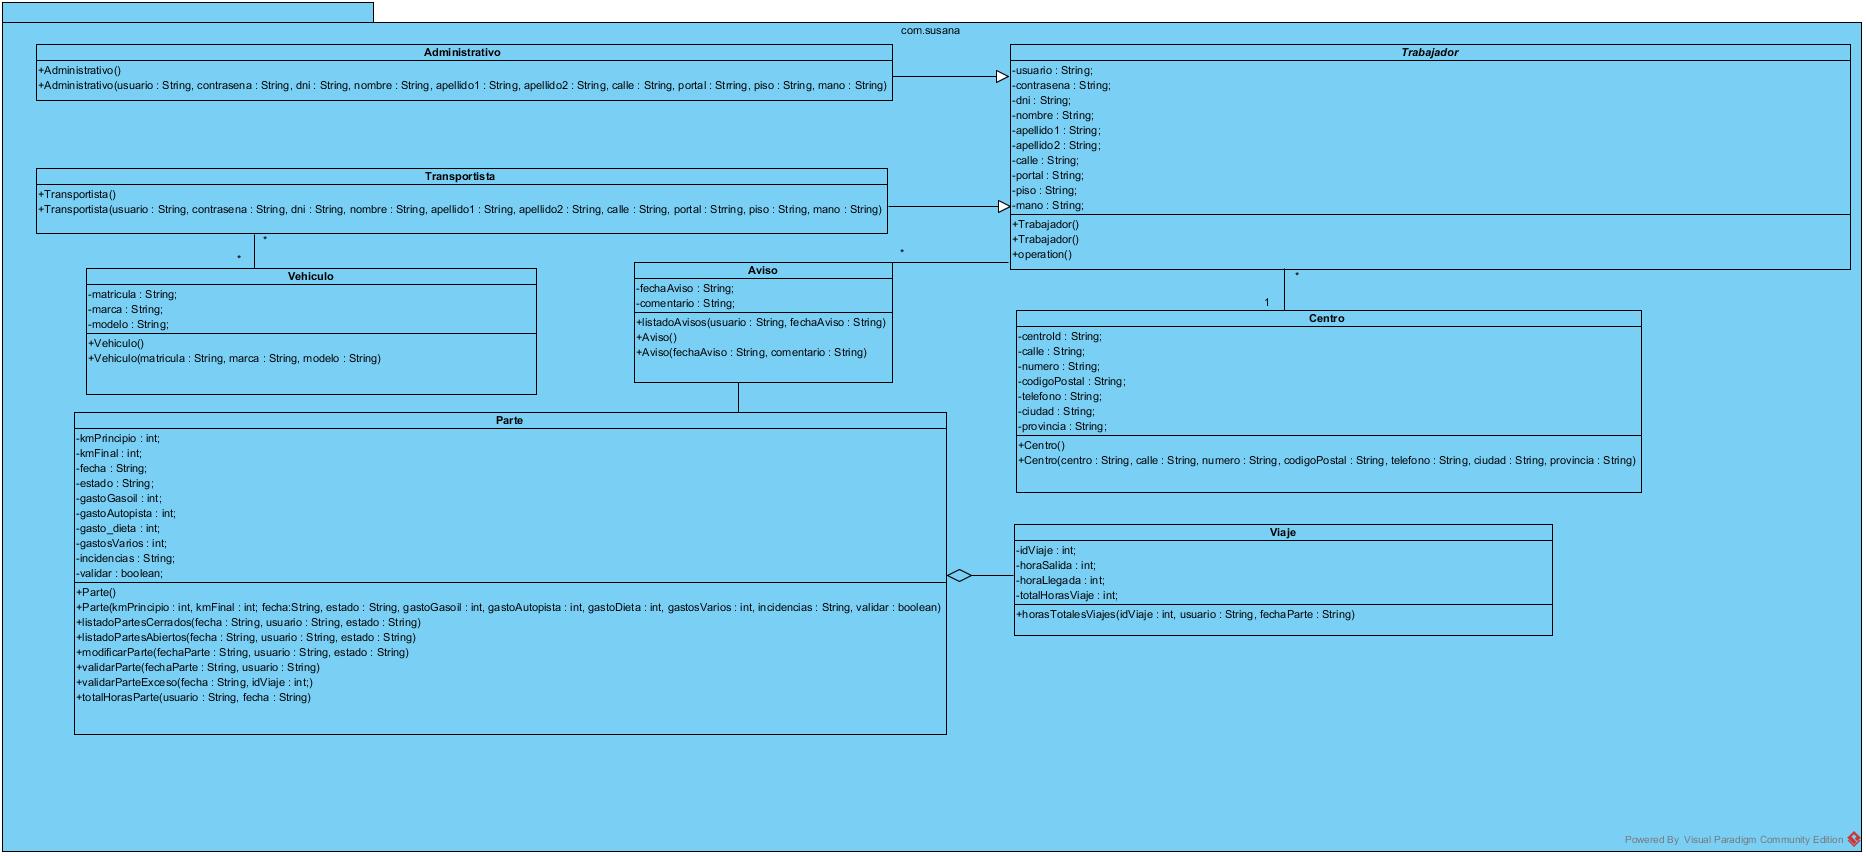 com.susana
Administrativo
+Administrativo()
+Administrativo(usuario : String, contrasena : String, dni : String, nombre : String, apellido1 : String, apellido2 : String, calle : String, portal : Strring, piso : String, mano : String)
Trabajador
-usuario : String;
-contrasena : String;
-dni : String;
-nombre : String;
-apellido1 : String;
-apellido2 : String;
-calle : String;
-portal : String;
-piso : String;
-mano : String;
+Trabajador()
+Trabajador()
+operation()
Transportista
+Transportista()
+Transportista(usuario : String, contrasena : String, dni : String, nombre : String, apellido1 : String, apellido2 : String, calle : String, portal : Strring, piso : String, mano : String)
*
*
*
*
1
Vehiculo
-matricula : String;
-marca : String;
-modelo : String;
+Vehiculo()
+Vehiculo(matricula : String, marca : String, modelo : String)
Aviso
-fechaAviso : String;
-comentario : String;
+listadoAvisos(usuario : String, fechaAviso : String)
+Aviso()
+Aviso(fechaAviso : String, comentario : String)
Centro
-centroId : String;
-calle : String;
-numero : String;
-codigoPostal : String;
-telefono : String;
-ciudad : String;
-provincia : String;
+Centro()
+Centro(centro : String, calle : String, numero : String, codigoPostal : String, telefono : String, ciudad : String, provincia : String)
Parte
-kmPrincipio : int;
-kmFinal : int;
-fecha : String;
-estado : String;
-gastoGasoil : int;
-gastoAutopista : int;
-gasto_dieta : int;
-gastosVarios : int;
-incidencias : String;
-validar : boolean;
+Parte()
+Parte(kmPrincipio : int, kmFinal : int; fecha:String, estado : String, gastoGasoil : int, gastoAutopista : int, gastoDieta : int, gastosVarios : int, incidencias : String, validar : boolean)
+listadoPartesCerrados(fecha : String, usuario : String, estado : String)
+listadoPartesAbiertos(fecha : String, usuario : String, estado : String)
+modificarParte(fechaParte : String, usuario : String, estado : String)
+validarParte(fechaParte : String, usuario : String)
+validarParteExceso(fecha : String, idViaje : int;)
+totalHorasParte(usuario : String, fecha : String)
Viaje
-idViaje : int;
-horaSalida : int;
-horaLlegada : int;
-totalHorasViaje : int;
+horasTotalesViajes(idViaje : int, usuario : String, fechaParte : String)
Powered By Visual Paradigm Community Edition